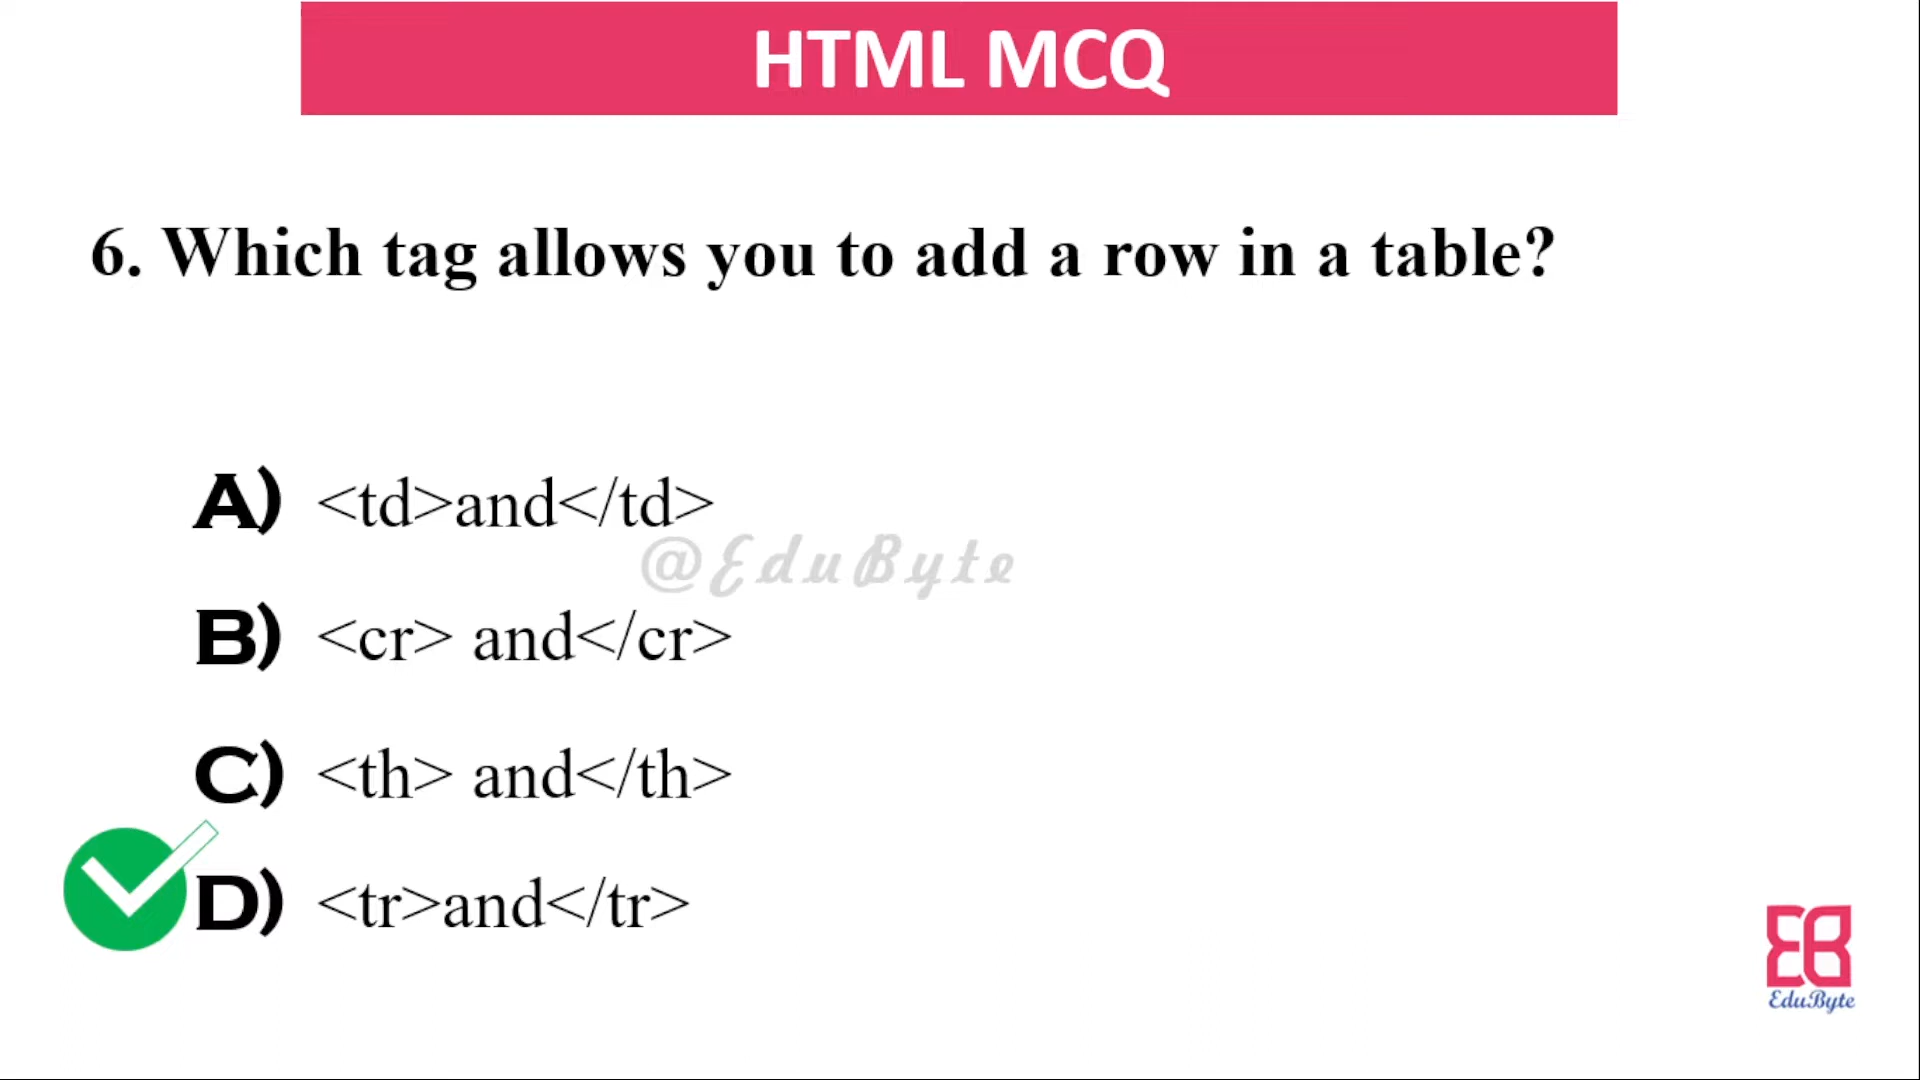 HTML MCQ
6. Which tag allows you to add a row in a table?
A) <td>and</td>
@EduByte
B) <cr> and</cr>
C) <th> and</th>
D) <tr>and</tr>
EB
EduByte